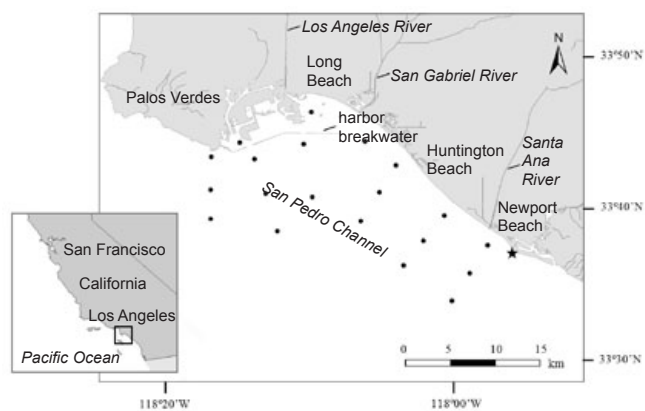 Los Angeles River
N
Long
Beach
San Gabriel River
33°50'
Palos Verdes
harbor
breakwater
Huntington
Beach
Santa
Ana
River
San Pedro Channel
Newport
Beach
33°40'
San Francisco
California
Los Angeles
Pacific Ocean
0 5 10 15
km
33°30'
118°20'W
118°00'W